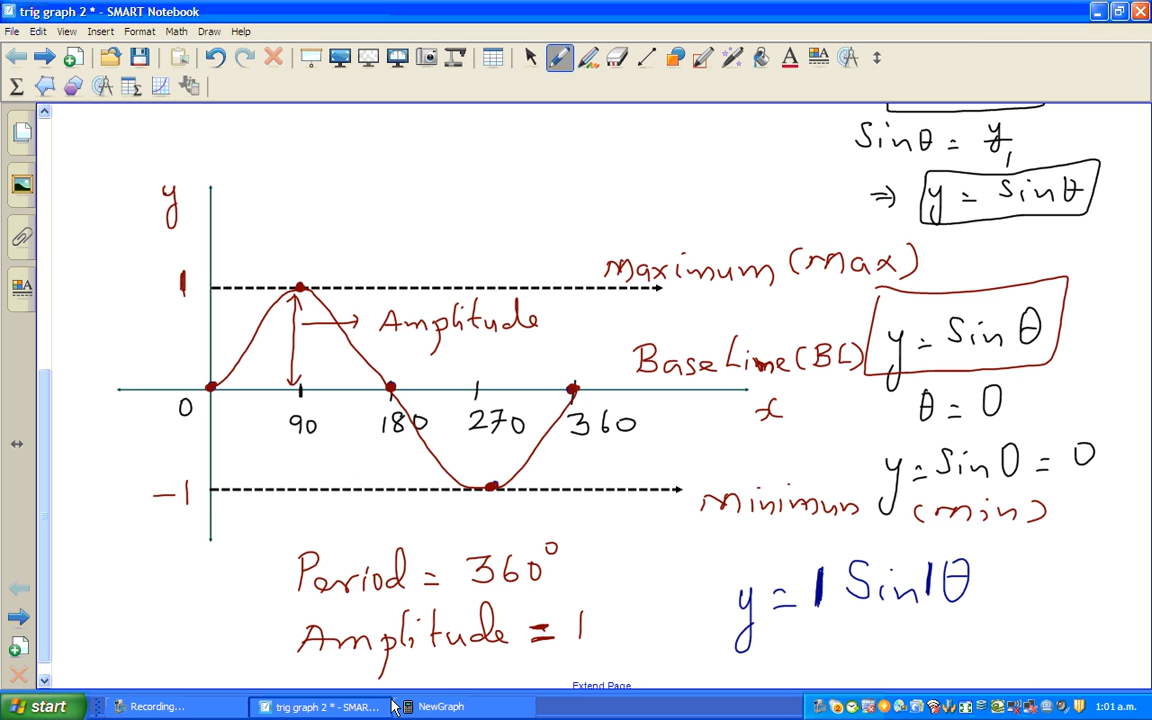 trig graph 2 * - SMART Notebook
File Edit View Insert Format Math Draw Help
Sinθ = y/1
⇒ y = Sinθ
y
1
Maximum (Max)
Amplitude
y = Sin θ
Base Line (BL)
0 90 180 270 360
x
θ = 0
y = Sin 0 = 0
-1
Minimum (Min)
Period = 360°
Amplitude = 1
y = 1 Sin 1 θ
Extend Page
start Recording... trig graph 2 * - SMAR... NewGraph 1:01 a.m.